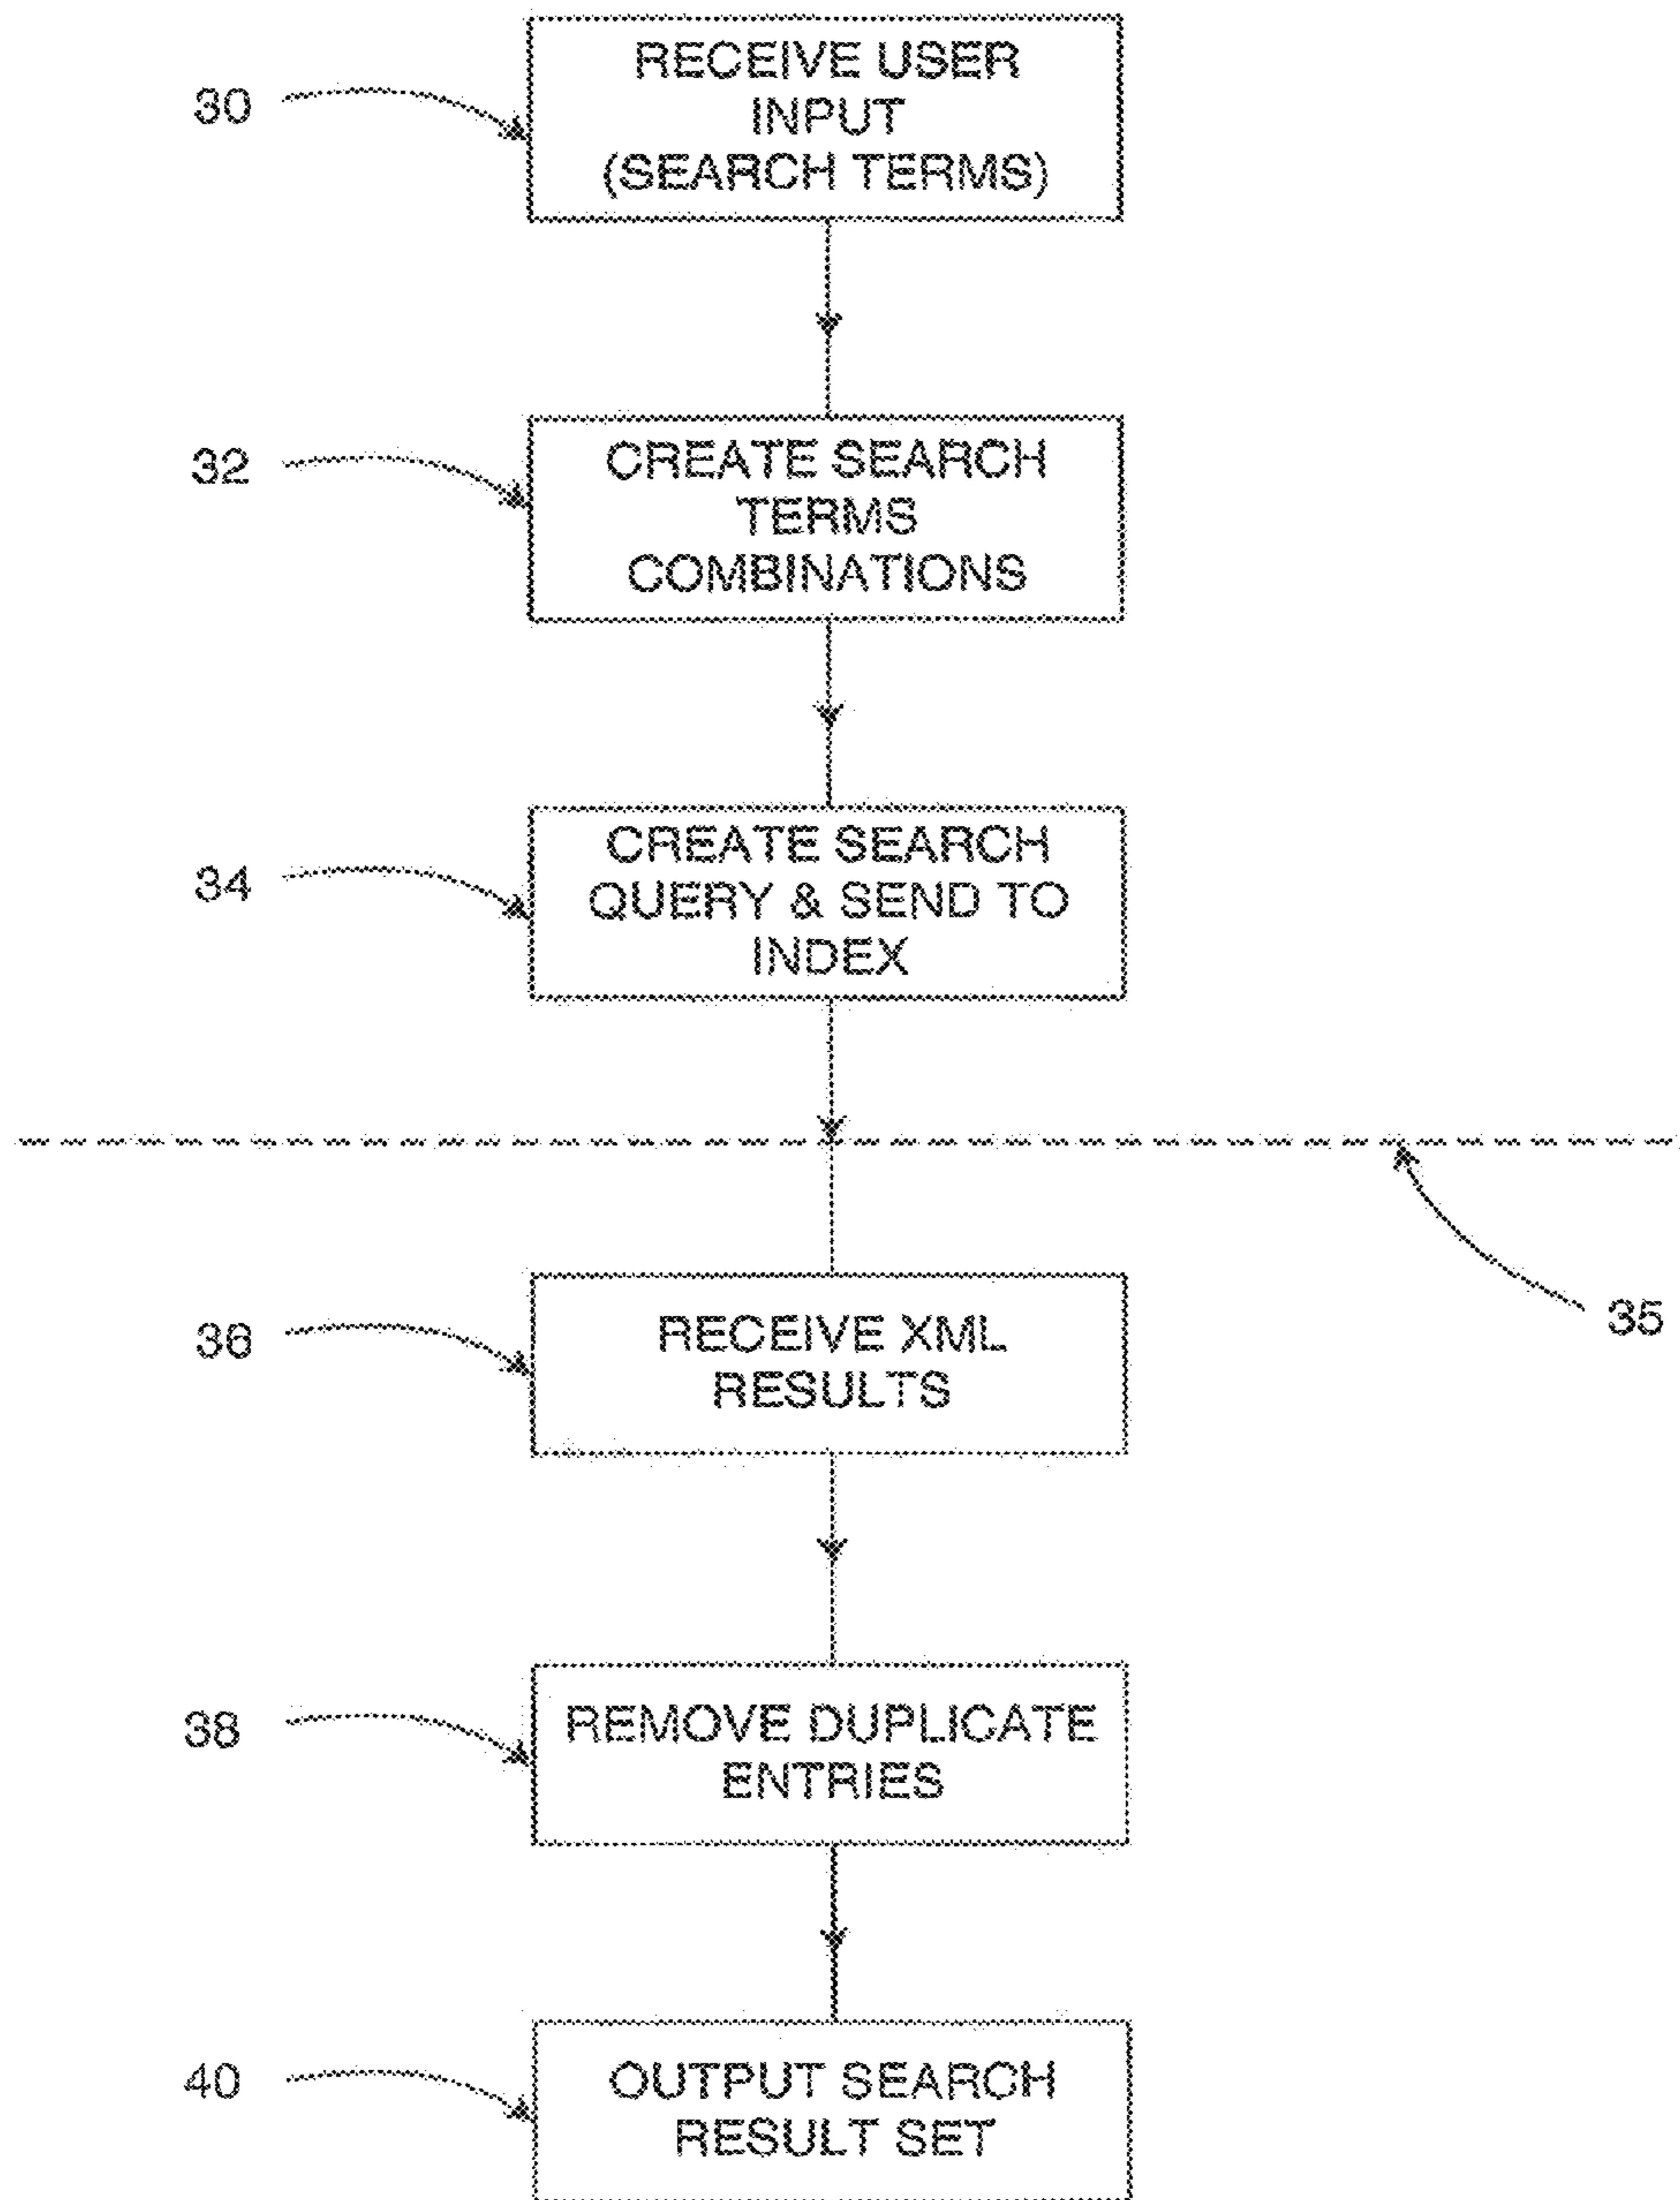 30
RECEIVE USER
INPUT
(SEARCH TERMS)
32
CREATE SEARCH
TERMS
COMBINATIONS
34
CREATE SEARCH
QUERY & SEND TO
INDEX
35
36
RECEIVE XML
RESULTS
38
REMOVE DUPLICATE
ENTRIES
40
OUTPUT SEARCH
RESULT SET